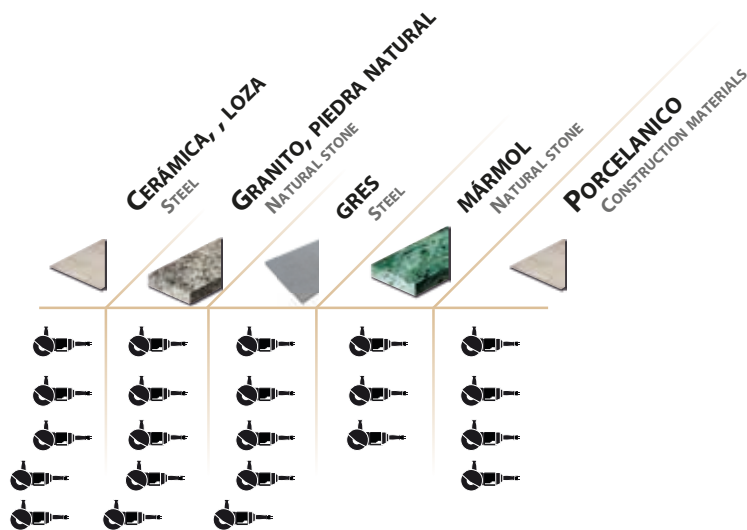 CERÁMICA, , LOZA
STEEL
GRANITO, PIEDRA NATURAL
NATURAL STONE
GRES
STEEL
MÁRMOL
NATURAL STONE
PORCELANICO
CONSTRUCTION MATERIALS